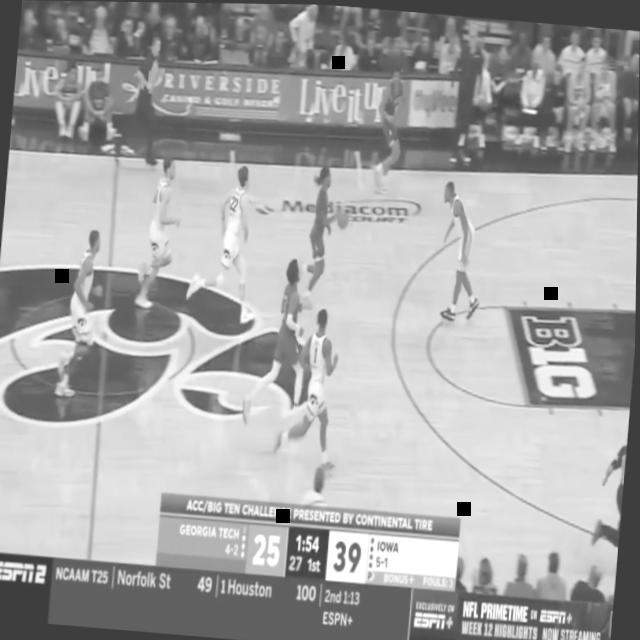 Live it up!
RIVERSIDE
CASINO & GOLF RESORT
Live it up!
Mediacom
COURT
B1G
ACC/BIG TEN CHALLE PRESENTED BY CONTINENTAL TIRE
GEORGIA TECH
4-2
25
1:54
27 1st
39
IOWA
5-1
BONUS+ FOULS:
ESPN2
NCAAM T25
Norfolk St 49
1 Houston 100
2nd 1:13
ESPN+
EXCLUSIVELY ON
ESPN+
NFL PRIMETIME ON ESPN+
WEEK 12 HIGHLIGHTS NOW STREAMING